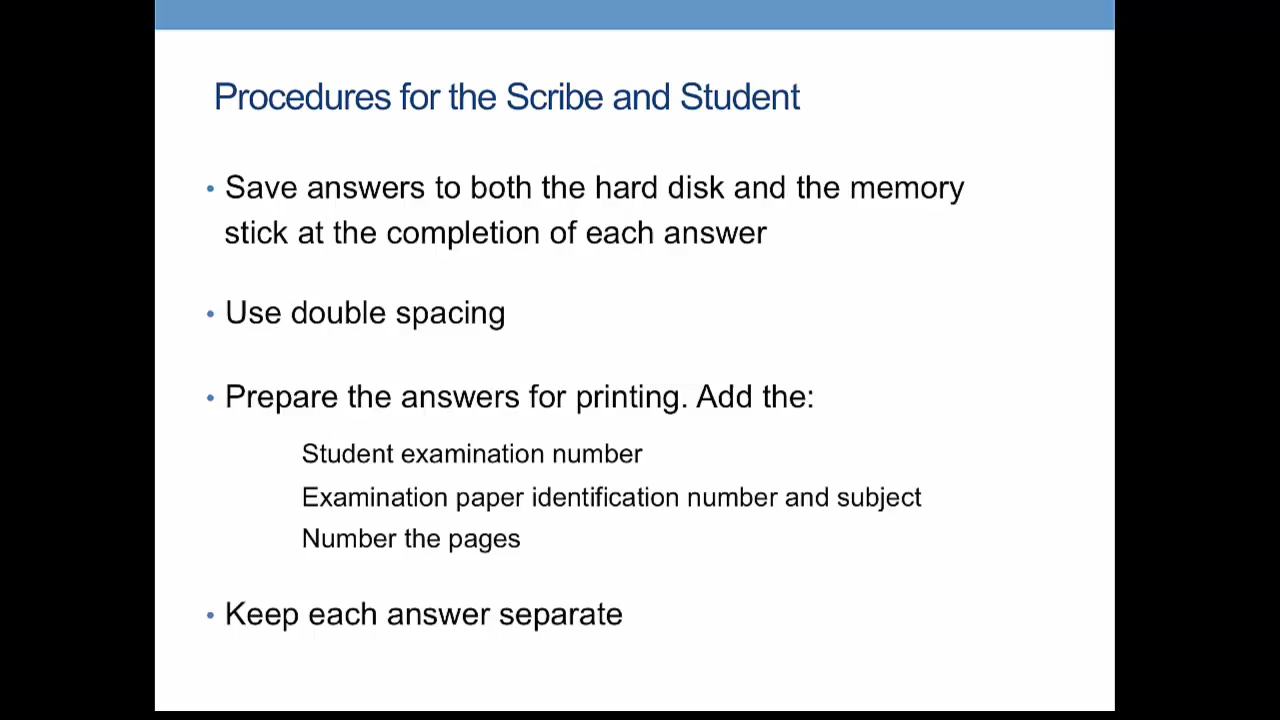 Procedures for the Scribe and Student
• Save answers to both the hard disk and the memory
stick at the completion of each answer
• Use double spacing
• Prepare the answers for printing. Add the:
Student examination number
Examination paper identification number and subject
Number the pages
• Keep each answer separate